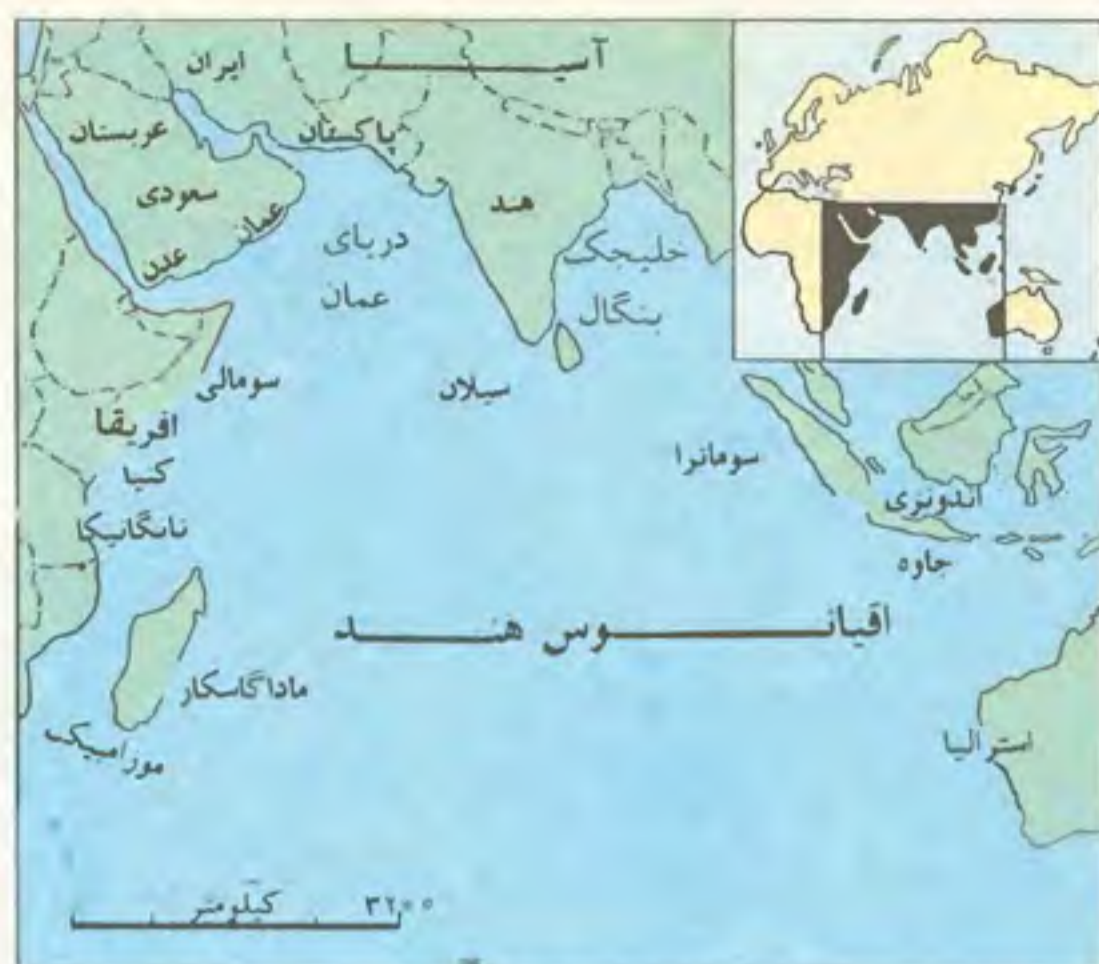 آسیا
ایران
پاکستان
عربستان
سعودی
هند
عمان
عدن
دریای
عمان
خلیجک
بنگال
سومالی
سیلان
افریقا
کنیا
تانگانیکا
سوماترا
اندونزی
جاوه
اقیانوس هند
ماداگاسکار
موزامبیک
استرالیا
کیلومتر ۳۲۰۰